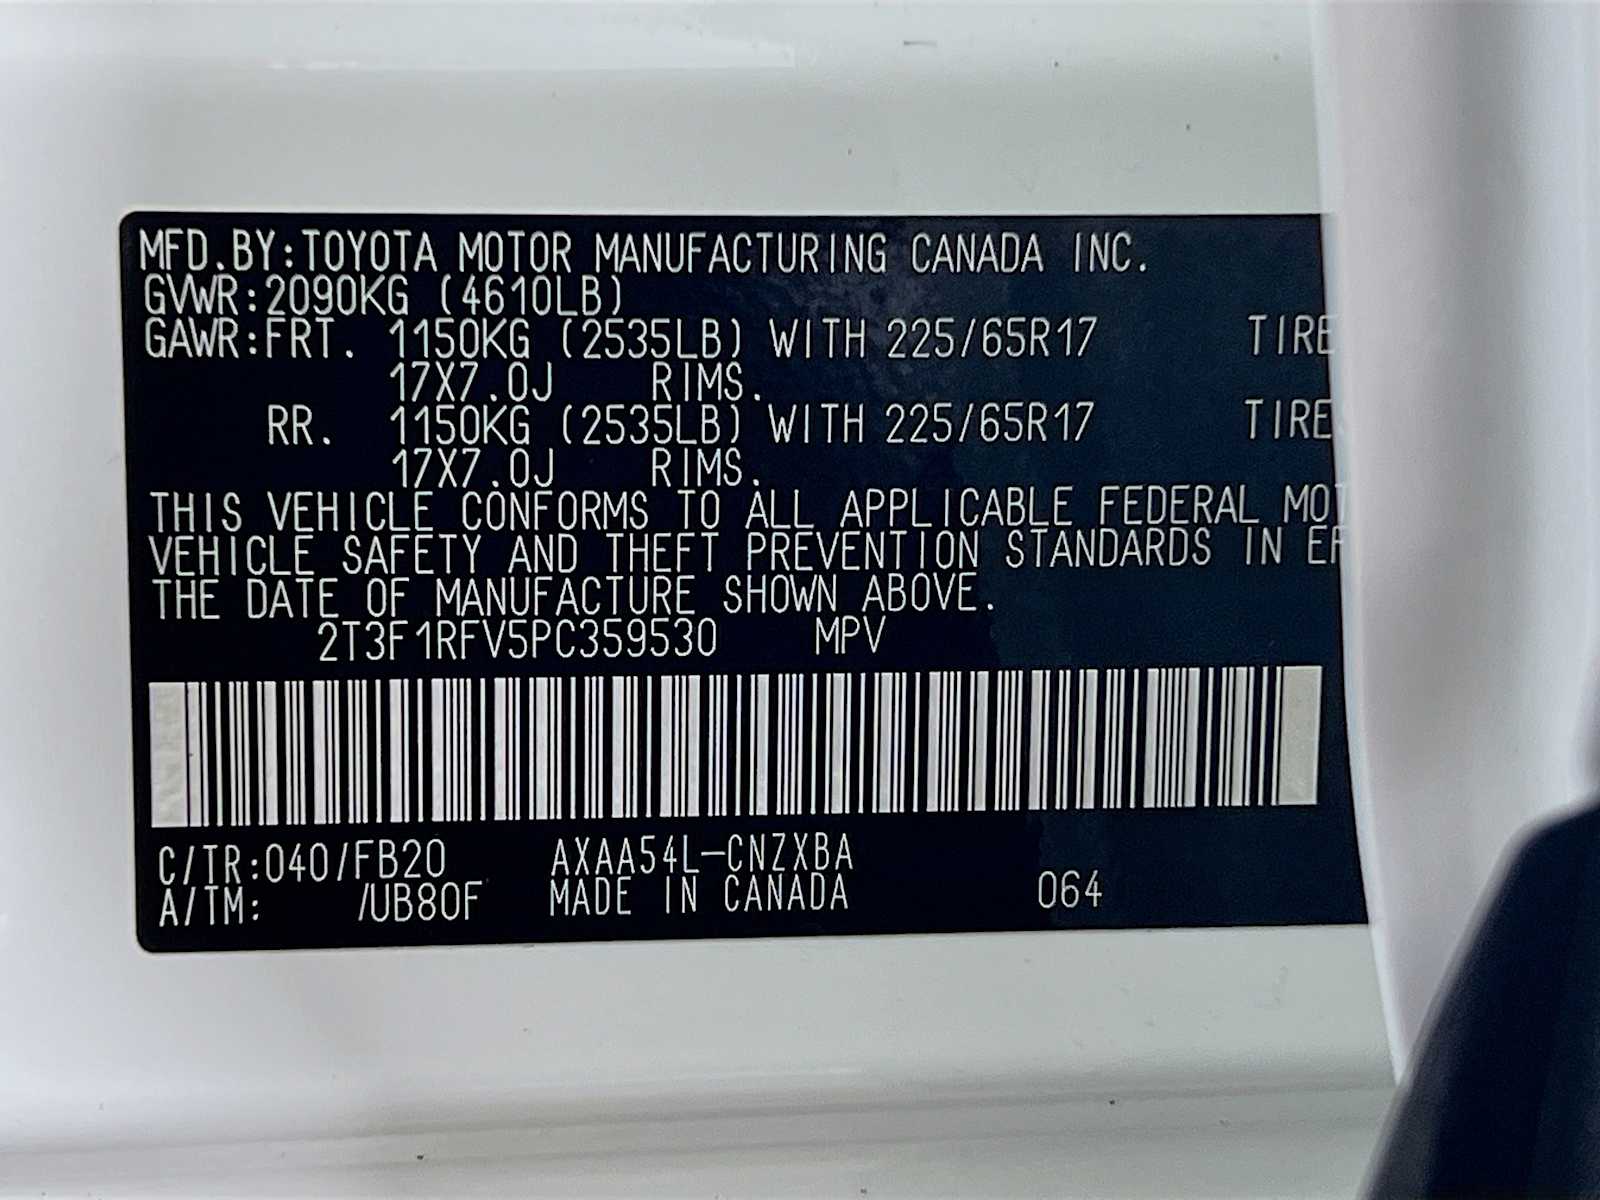 MFD.BY:TOYOTA MOTOR MANUFACTURING CANADA INC.
GVWR:2090KG (4610LB)
GAWR:FRT. 1150KG (2535LB) WITH 225/65R17 TIRE
17X7.0J RIMS.
RR. 1150KG (2535LB) WITH 225/65R17 TIRE
17X7.0J RIMS.
THIS VEHICLE CONFORMS TO ALL APPLICABLE FEDERAL MOT
VEHICLE SAFETY AND THEFT PREVENTION STANDARDS IN
THE DATE OF MANUFACTURE SHOWN ABOVE.
2T3F1RFV5PC359530 MPV
C/TR:040/FB20 AXAA54L-CNZXBA
A/TM: /UB80F MADE IN CANADA 064